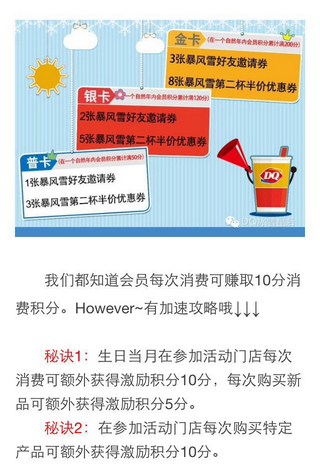 金卡(在一个自然年内会员积分累计满200分)
3张暴风雪好友邀请券
8张暴风雪第二杯半价优惠券
银卡(在一个自然年内会员积分累计满120分)
2张暴风雪好友邀请券
5张暴风雪第二杯半价优惠券
普卡(在一个自然年内会员积分累计满50分)
1张暴风雪好友邀请券
3张暴风雪第二杯半价优惠券
DQ
我们都知道会员每次消费可赚取10分消
费积分。However~有加速攻略哦↓↓↓
秘诀1：生日当月在参加活动门店每次
消费可额外获得激励积分10分，每次购买新
品可额外获得激励积分5分。
秘诀2：在参加活动门店每次购买特定
产品可额外获得激励积分10分。